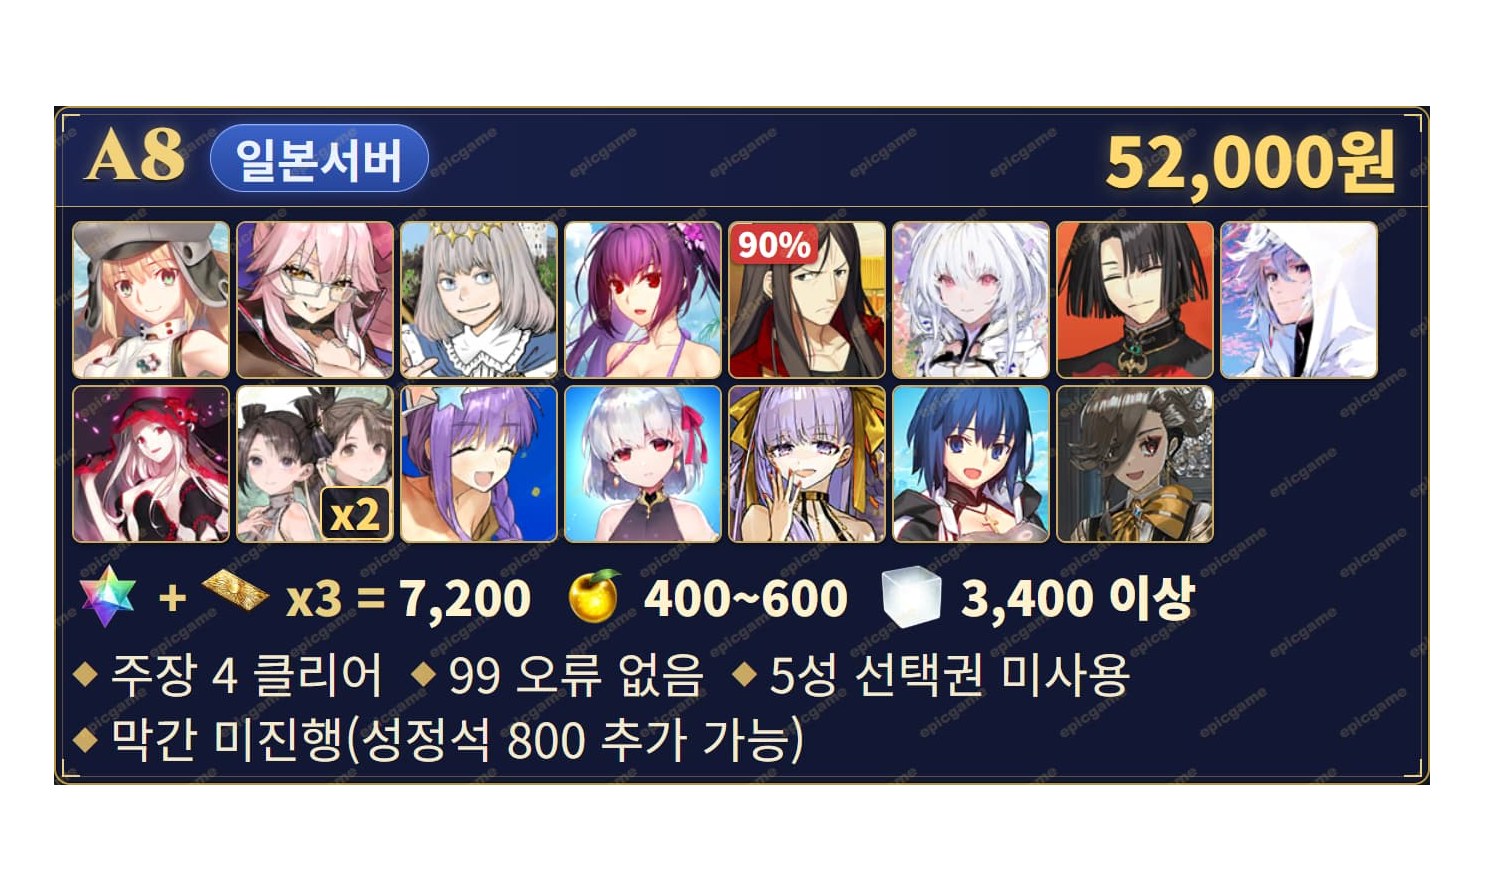 A8 일본서버 52,000원
90%
x2
+ x3 = 7,200 400~600 3,400 이상
◆ 주장 4 클리어 ◆ 99 오류 없음 ◆ 5성 선택권 미사용
◆ 막간 미진행(성정석 800 추가 가능)
epicgame